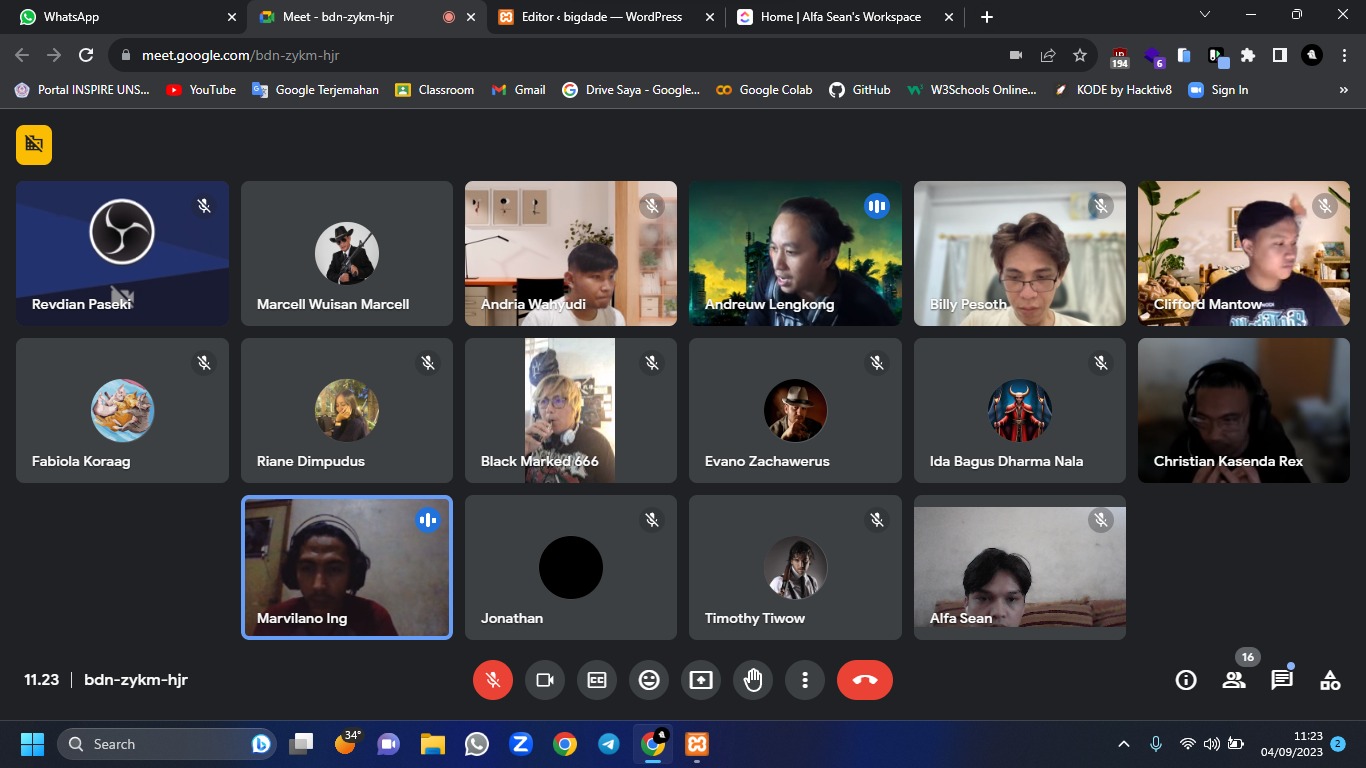 WhatsApp
Meet - bdn-zykm-hjr
Editor ‹ bigdade — WordPress
Home | Alfa Sean's Workspace
meet.google.com/bdn-zykm-hjr
194
6
Portal INSPIRE UNS...
YouTube
Google Terjemahan
Classroom
Gmail
Drive Saya - Google...
Google Colab
GitHub
W3Schools Online...
KODE by Hacktiv8
Sign In
»
Revdian Paseki
Marcell Wuisan Marcell
Andria Wahyudi
Andreuw Lengkong
Billy Pesoth
Clifford Mantow
Fabiola Koraag
Riane Dimpudus
Black Marked 666
Evano Zachawerus
Ida Bagus Dharma Nala
Christian Kasenda Rex
Marvilano Ing
Jonathan
Timothy Tiwow
Alfa Sean
11.23 | bdn-zykm-hjr
16
Search
34°
11:23
04/09/2023
2